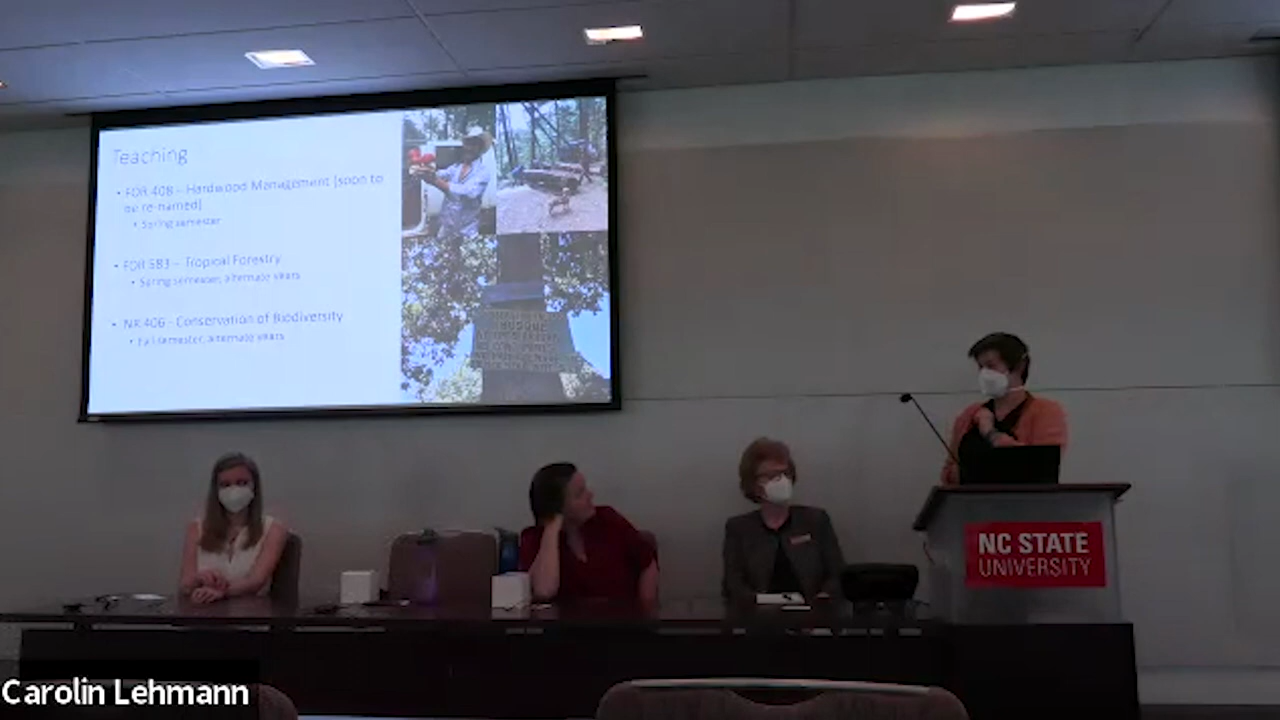 Teaching
• FOR 408 – Hardwood Management (soon to
be re-named)
• Spring semester
• FOR 583 – Tropical Forestry
• Spring semester, alternate years
• NR 406 - Conservation of Biodiversity
• Fall semester, alternate years
NC STATE
UNIVERSITY
Carolin Lehmann